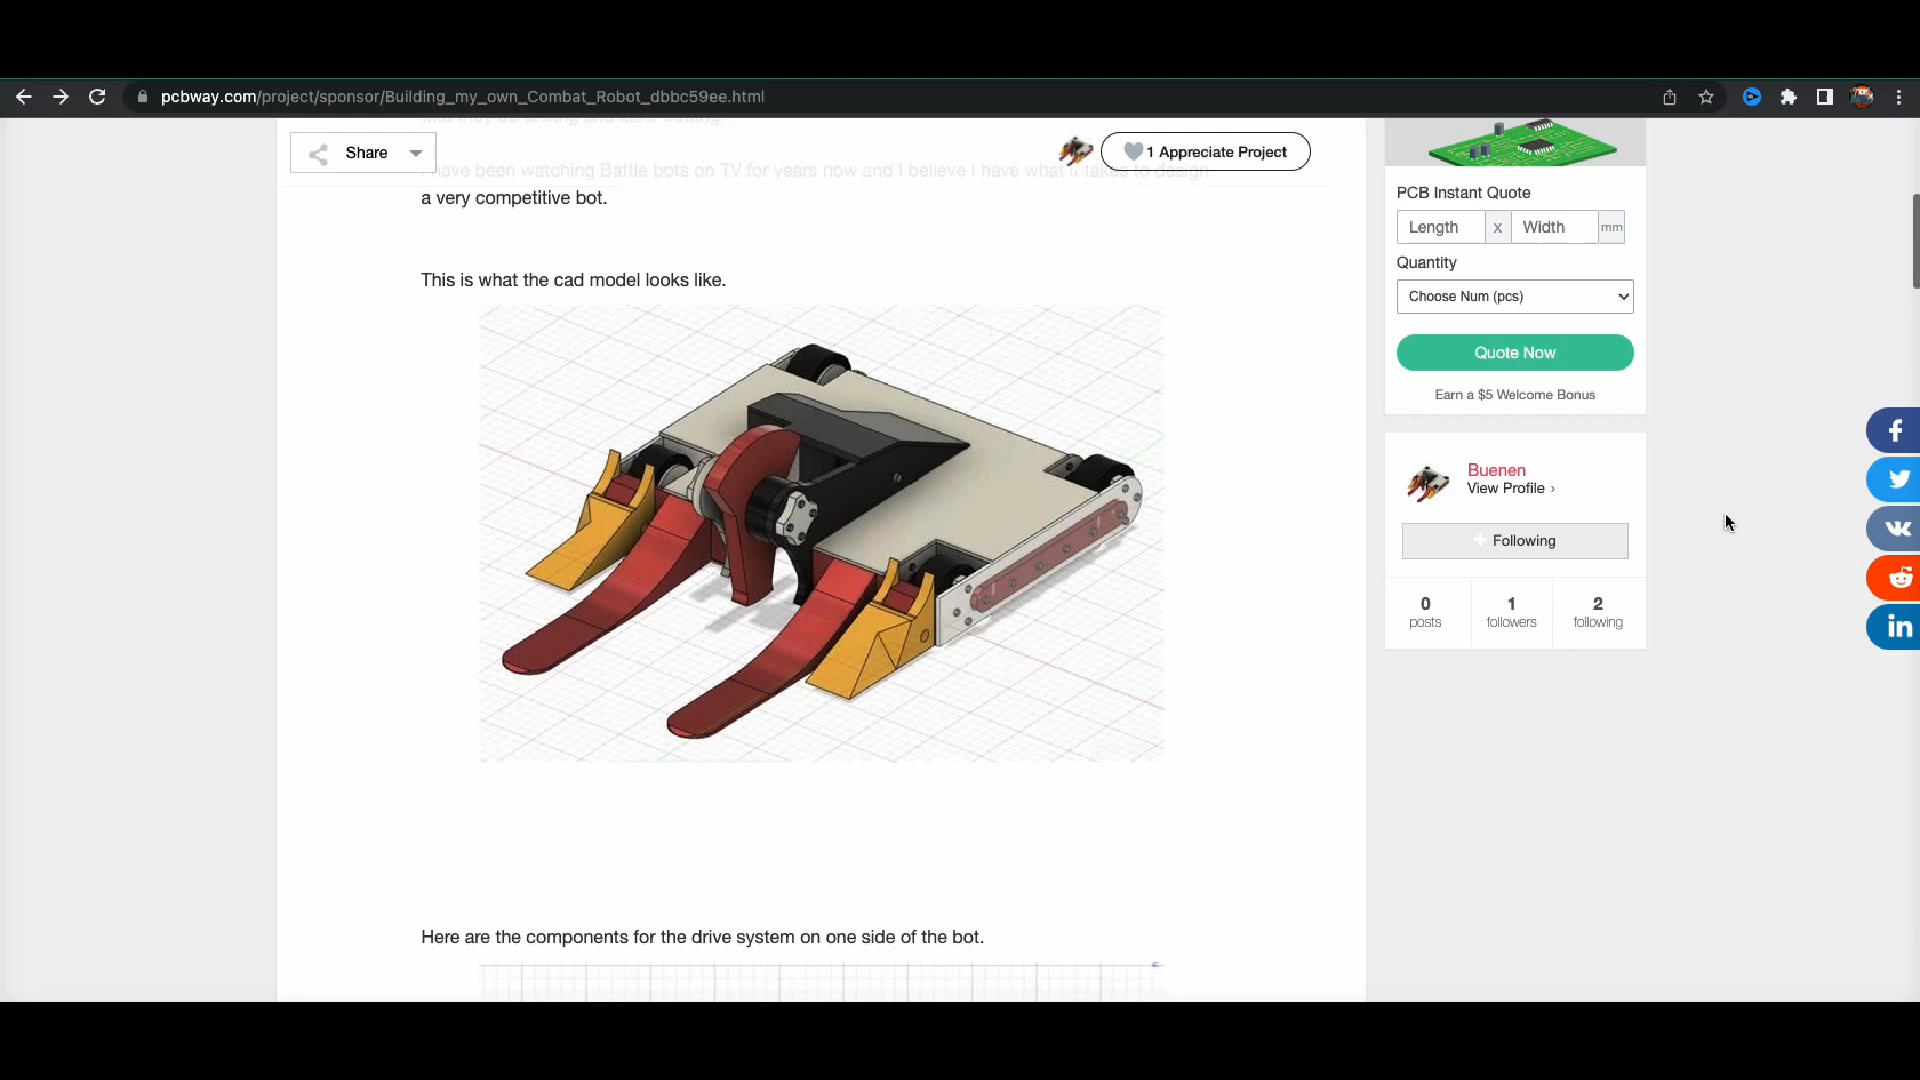 pcbway.com/project/sponsor/Building_my_own_Combat_Robot_dbbc59ee.html
Share
1 Appreciate Project
have been watching Battle bots on TV for years now and I believe I have what it takes to design
a very competitive bot.
This is what the cad model looks like.
Here are the components for the drive system on one side of the bot.
PCB Instant Quote
Length x Width mm
Quantity
Choose Num (pcs)
Quote Now
Earn a $5 Welcome Bonus
Buenen
View Profile ›
+ Following
0 1 2
posts followers following
f
in